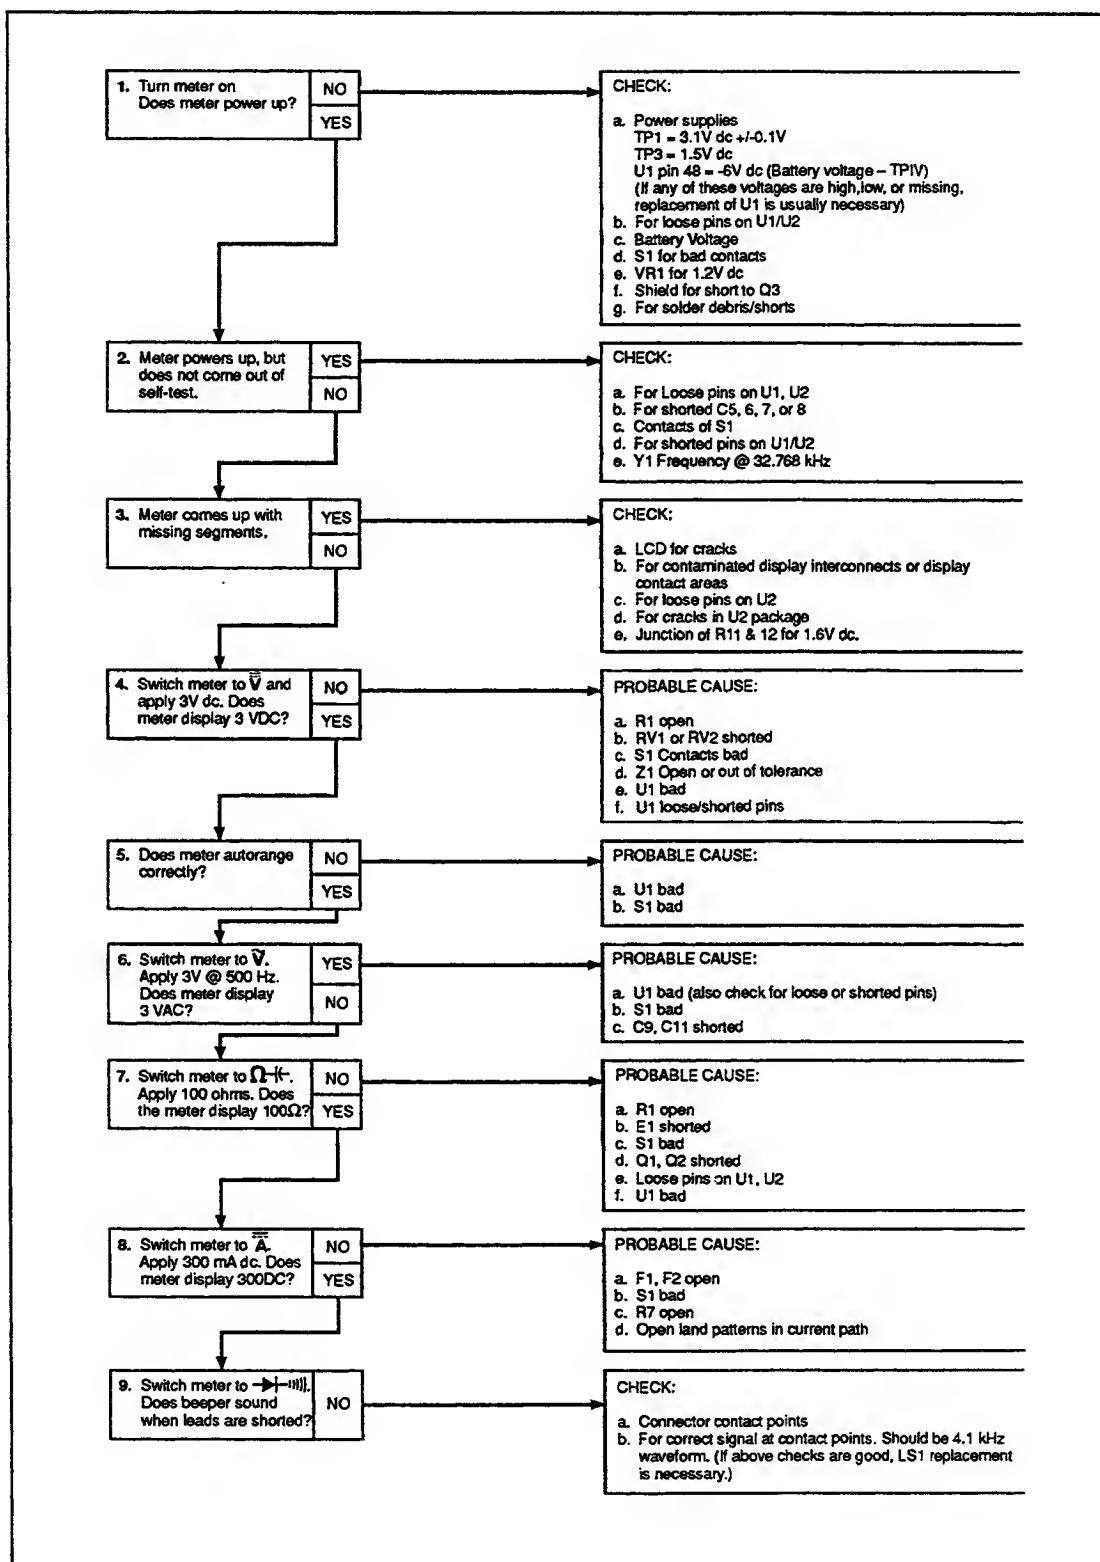 1. Turn meter on
Does meter power up?
NO
YES
CHECK:
a. Power supplies
TP1 = 3.1V dc +/-0.1V
TP3 = 1.5V dc
U1 pin 48 = -6V dc (Battery voltage – TPIV)
(If any of these voltages are high,low, or missing,
replacement of U1 is usually necessary)
b. For loose pins on U1/U2
c. Battery Voltage
d. S1 for bad contacts
e. VR1 for 1.2V dc
f. Shield for short to Q3
g. For solder debris/shorts
2. Meter powers up, but
does not come out of
self-test.
YES
NO
CHECK:
a. For Loose pins on U1, U2
b. For shorted C5, 6, 7, or 8
c. Contacts of S1
d. For shorted pins on U1/U2
e. Y1 Frequency @ 32.768 kHz
3. Meter comes up with
missing segments.
YES
NO
CHECK:
a. LCD for cracks
b. For contaminated display interconnects or display
contact areas
c. For loose pins on U2
d. For cracks in U2 package
e. Junction of R11 & 12 for 1.6V dc.
4. Switch meter to V and
apply 3V dc. Does
meter display 3 VDC?
NO
YES
PROBABLE CAUSE:
a. R1 open
b. RV1 or RV2 shorted
c. S1 Contacts bad
d. Z1 Open or out of tolerance
e. U1 bad
f. U1 loose/shorted pins
5. Does meter autorange
correctly?
NO
YES
PROBABLE CAUSE:
a. U1 bad
b. S1 bad
6. Switch meter to Ṽ.
Apply 3V @ 500 Hz.
Does meter display
3 VAC?
YES
NO
PROBABLE CAUSE:
a. U1 bad (also check for loose or shorted pins)
b. S1 bad
c. C9, C11 shorted
7. Switch meter to Ω⊣(-.
Apply 100 ohms. Does
the meter display 100Ω?
NO
YES
PROBABLE CAUSE:
a. R1 open
b. E1 shorted
c. S1 bad
d. Q1, Q2 shorted
e. Loose pins on U1, U2
f. U1 bad
8. Switch meter to A.
Apply 300 mA dc. Does
meter display 300DC?
NO
YES
PROBABLE CAUSE:
a. F1, F2 open
b. S1 bad
c. R7 open
d. Open land patterns in current path
9. Switch meter to ➔⊢·))).
Does beeper sound
when leads are shorted?
NO
CHECK:
a. Connector contact points
b. For correct signal at contact points. Should be 4.1 kHz
waveform. (If above checks are good, LS1 replacement
is necessary.)